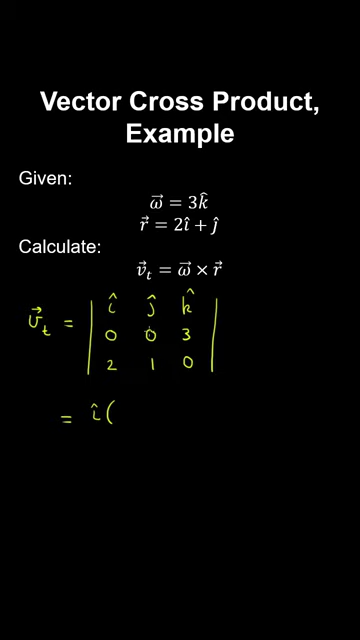 Vector Cross Product,
Example
Given:
ω⃗ = 3k̂
r⃗ = 2î + ĵ
Calculate:
v⃗ₜ = ω⃗ × r⃗
v⃗ₜ = | î ĵ k̂ |
0 0 3
2 1 0
= î (